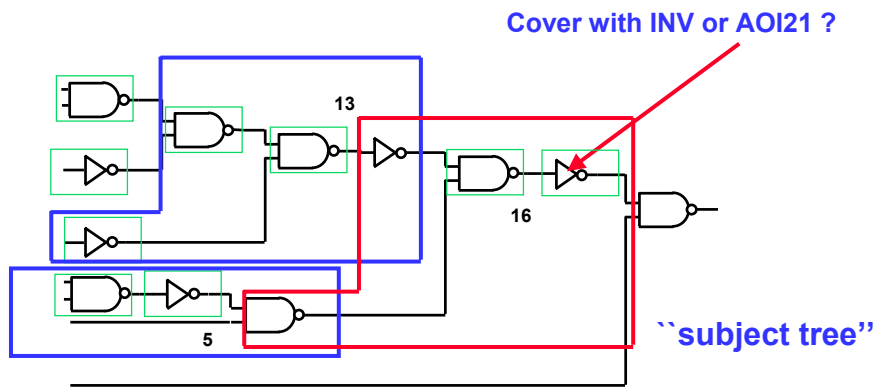 Cover with INV or AOI21 ?
13
16
5
``subject tree’’